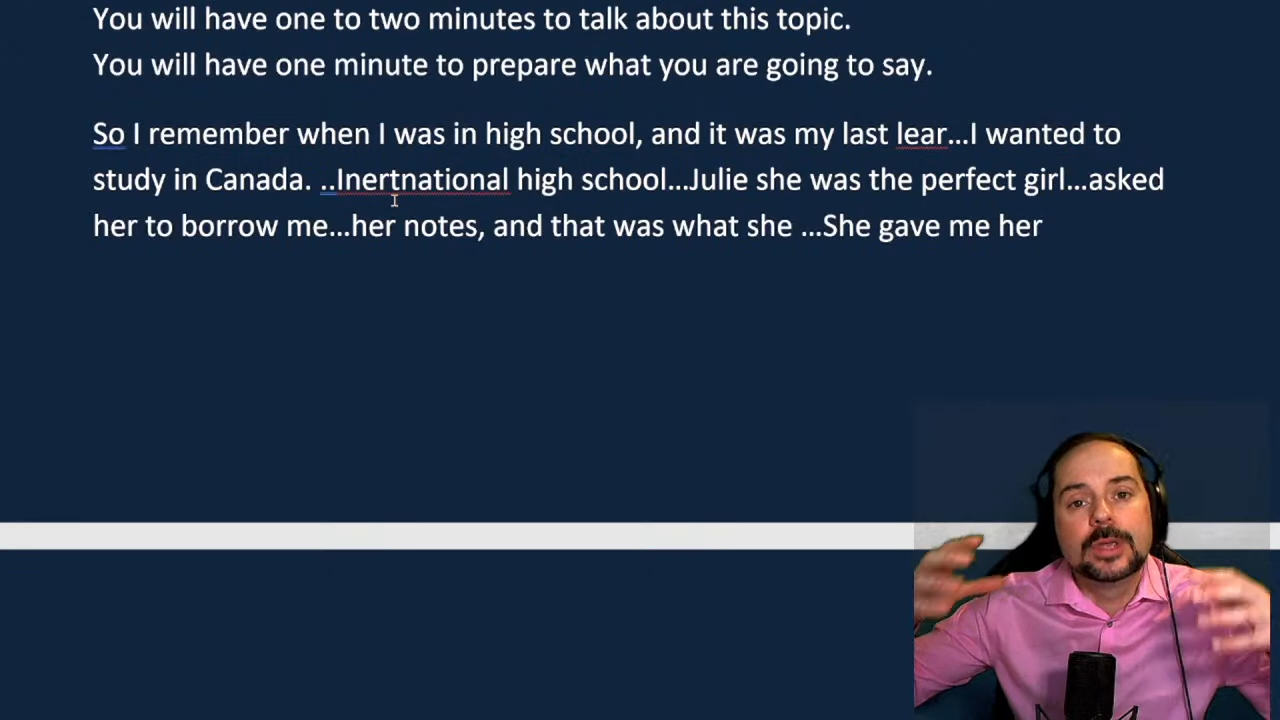 You will have one to two minutes to talk about this topic.
You will have one minute to prepare what you are going to say.
So I remember when I was in high school, and it was my last lear…I wanted to
study in Canada. ..Inertnational high school…Julie she was the perfect girl…asked
her to borrow me…her notes, and that was what she …She gave me her